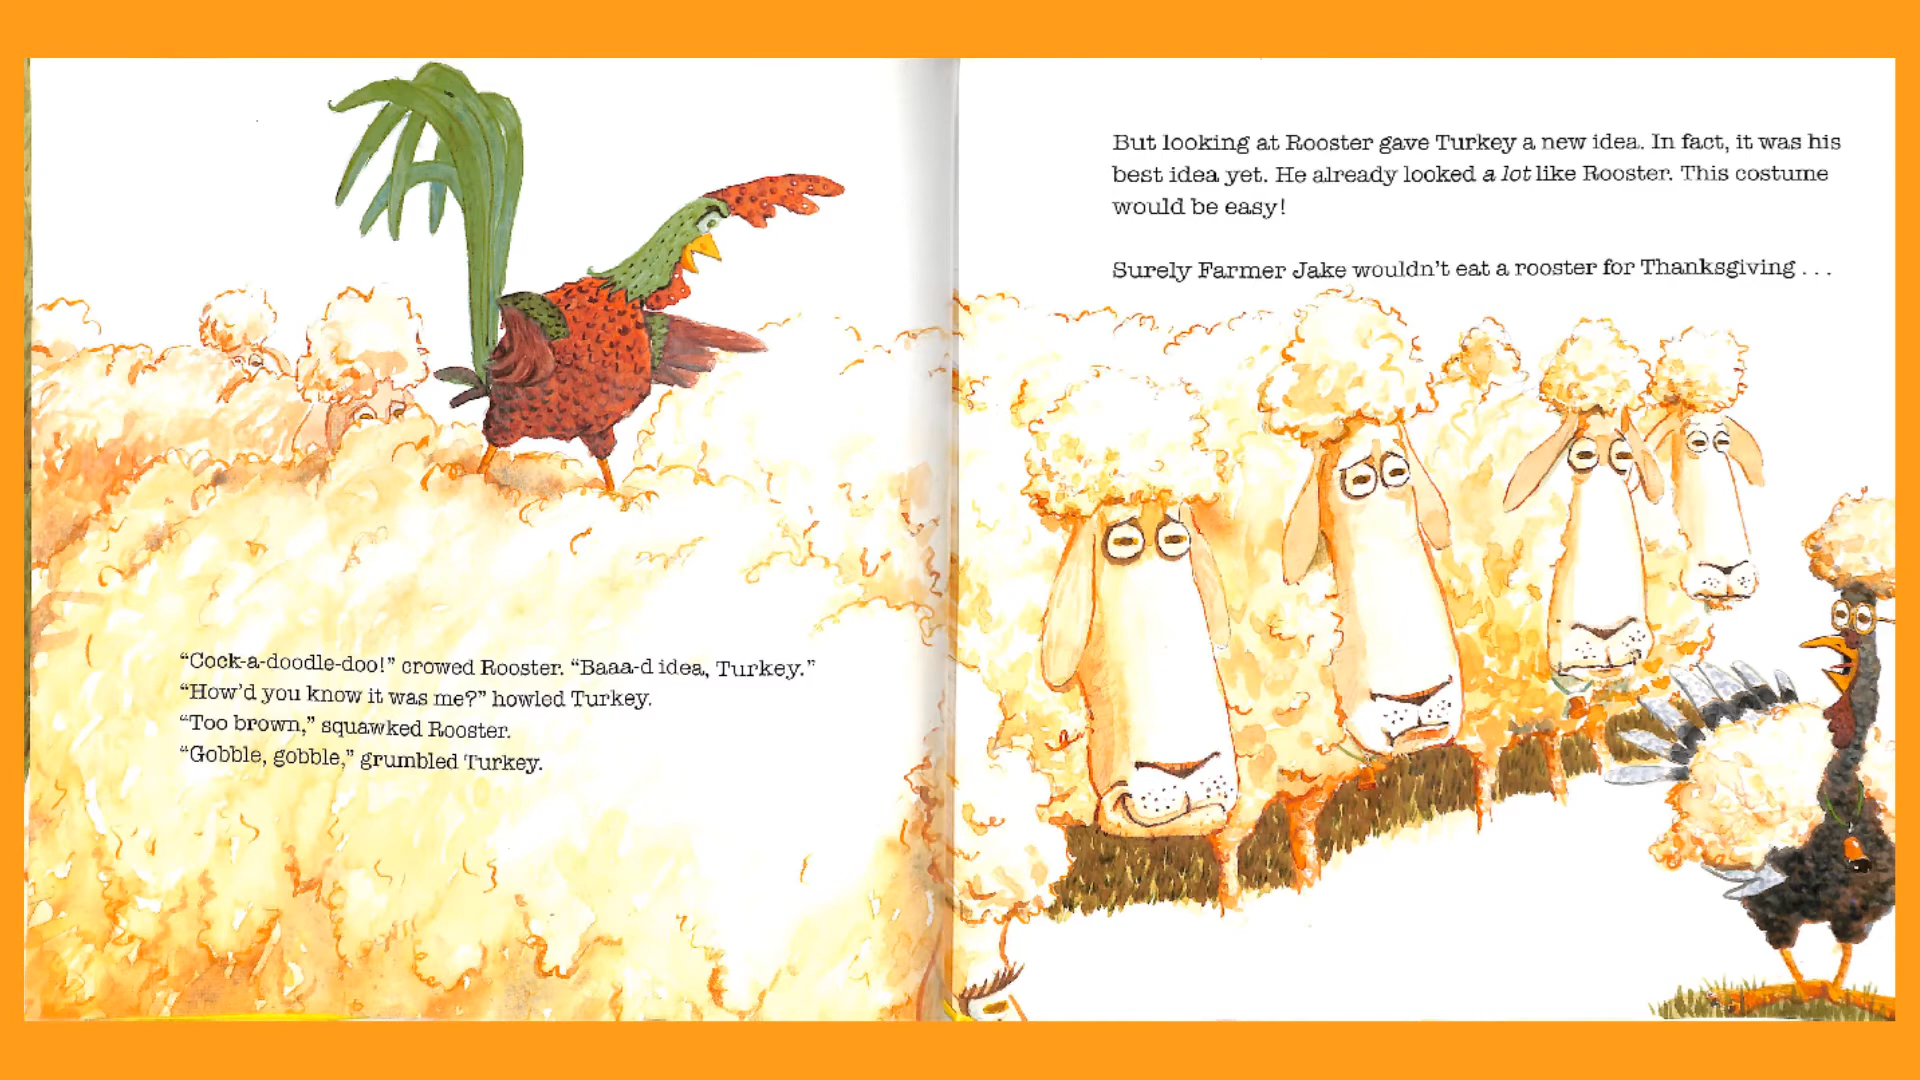 “Cock-a-doodle-doo!” crowed Rooster. “Baaa-d idea, Turkey.”
“How’d you know it was me?” howled Turkey.
“Too brown,” squawked Rooster.
“Gobble, gobble,” grumbled Turkey.
But looking at Rooster gave Turkey a new idea. In fact, it was his
best idea yet. He already looked a lot like Rooster. This costume
would be easy!
Surely Farmer Jake wouldn’t eat a rooster for Thanksgiving . . .